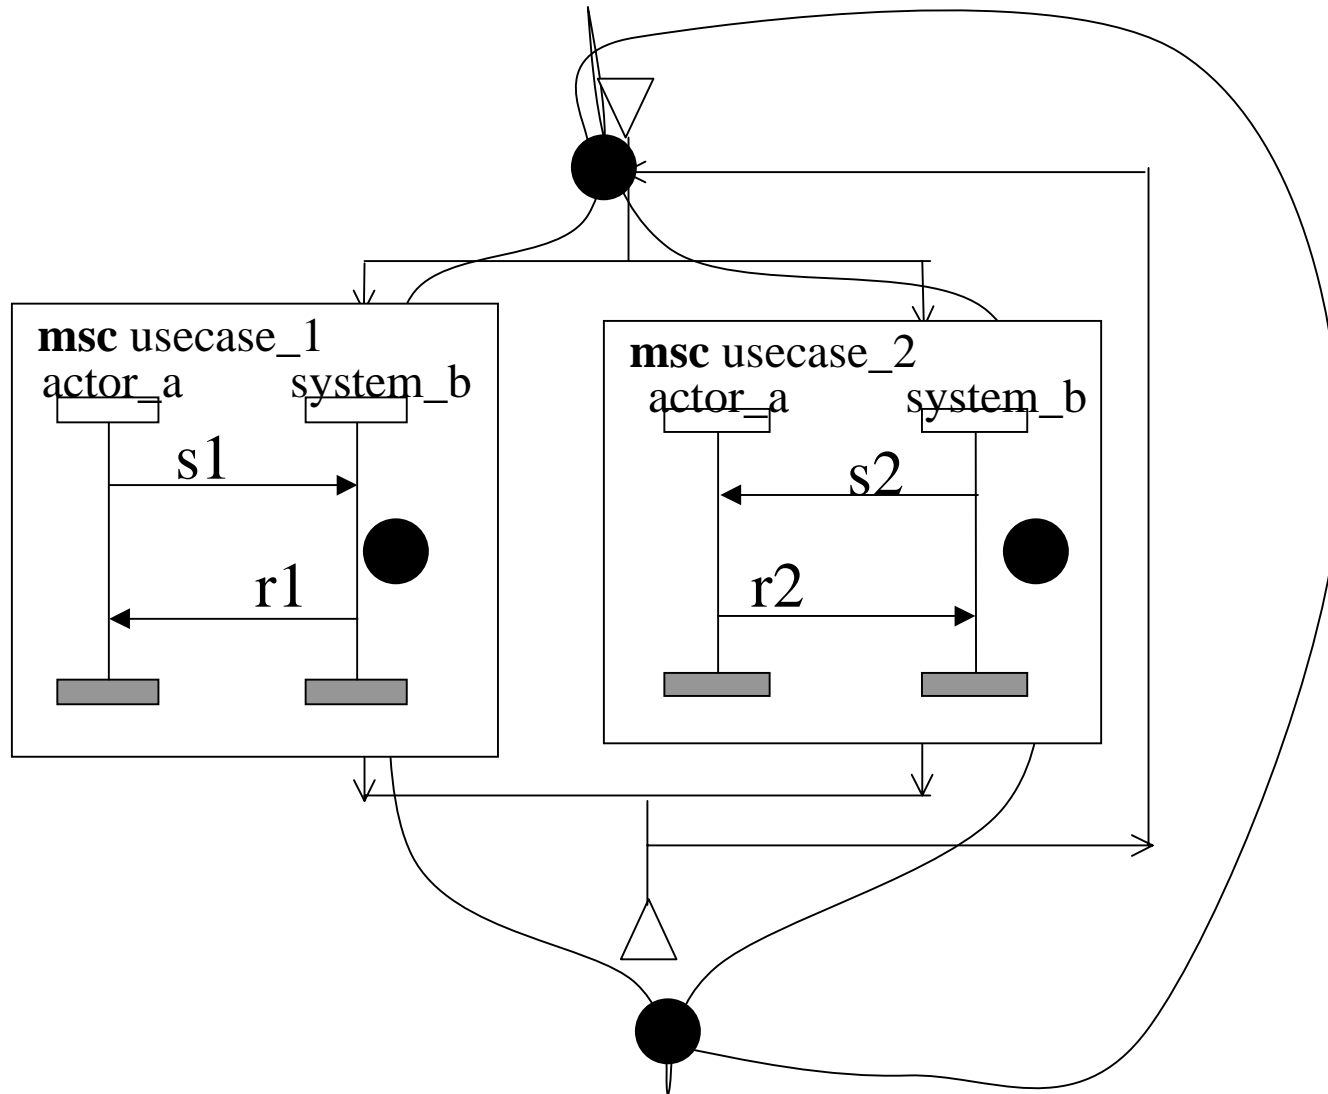 msc usecase_1
actor_a system_b
s1
r1
msc usecase_2
actor_a system_b
s2
r2